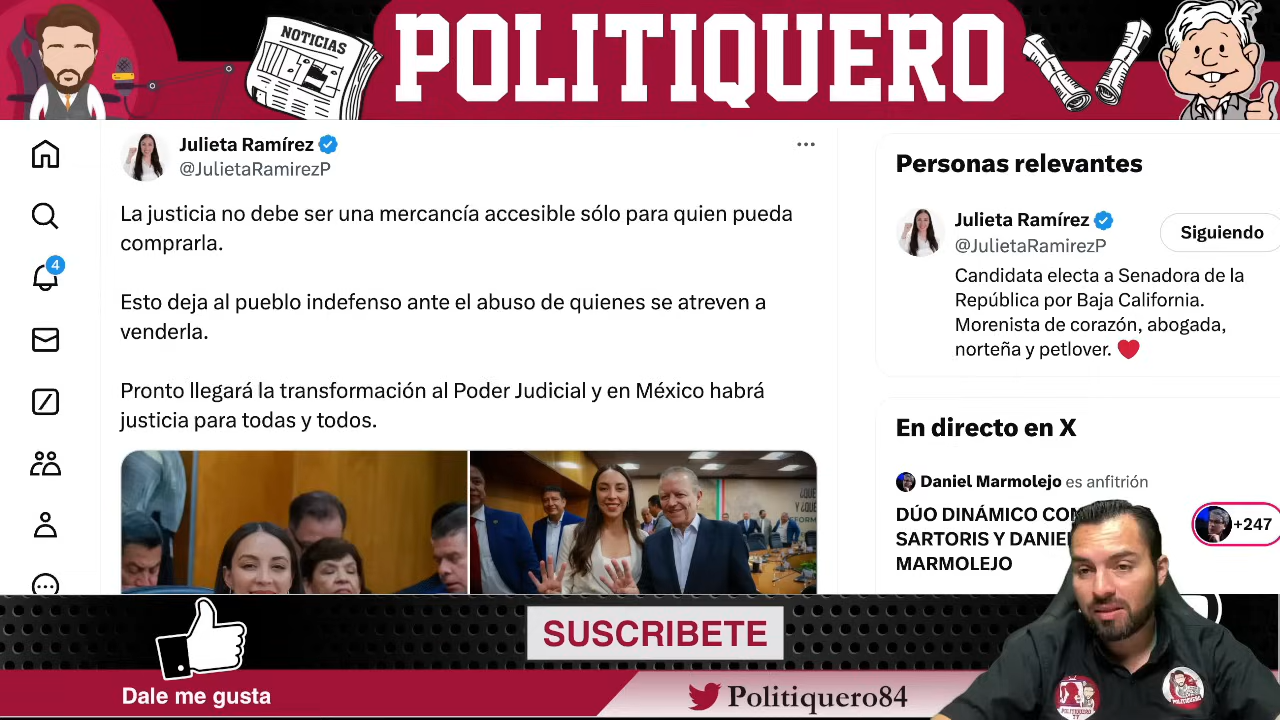 NOTICIAS
POLITIQUERO
Julieta Ramírez
@JulietaRamirezP
La justicia no debe ser una mercancía accesible sólo para quien pueda
comprarla.
Esto deja al pueblo indefenso ante el abuso de quienes se atreven a
venderla.
Pronto llegará la transformación al Poder Judicial y en México habrá
justicia para todas y todos.
4
Personas relevantes
Julieta Ramírez
@JulietaRamirezP
Siguiendo
Candidata electa a Senadora de la
República por Baja California.
Morenista de corazón, abogada,
norteña y petlover.
En directo en X
Daniel Marmolejo es anfitrión
DÚO DINÁMICO CON
SARTORIS Y DANIE
MARMOLEJO
+247
SUSCRIBETE
Dale me gusta
Politiquero84
POLITIQUERO
TV
POLITIQUERO